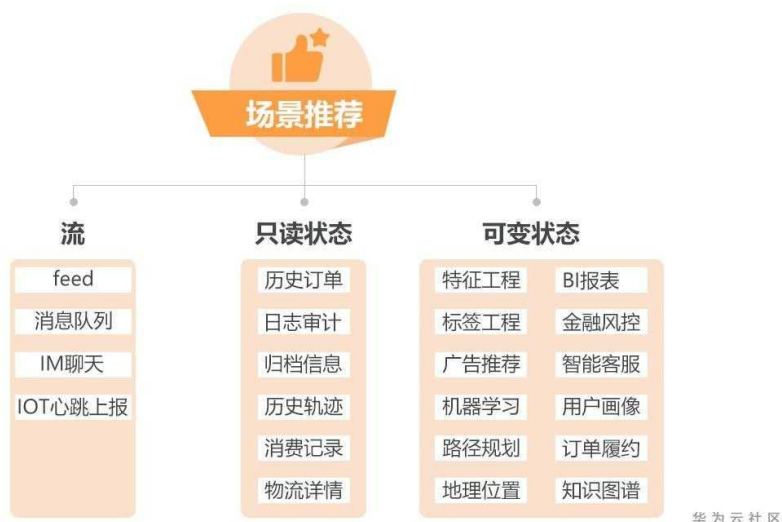 场景推荐
流
feed
消息队列
IM聊天
IOT心跳上报
只读状态
历史订单
日志审计
归档信息
历史轨迹
消费记录
物流详情
可变状态
特征工程 BI报表
标签工程 金融风控
广告推荐 智能客服
机器学习 用户画像
路径规划 订单履约
地理位置 知识图谱
华为云社区